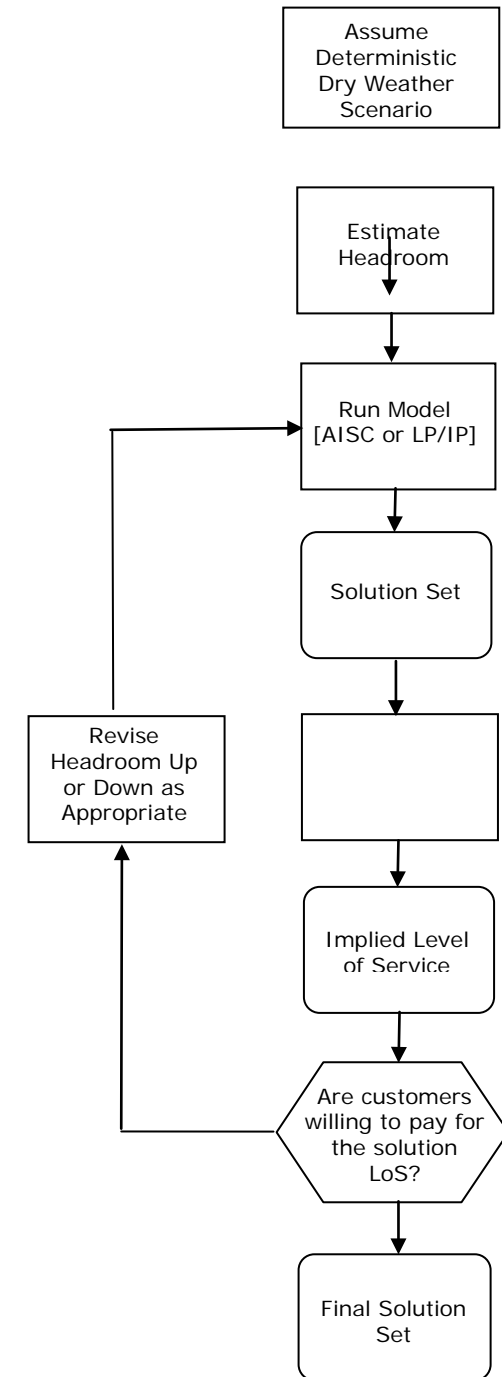 Assume
Deterministic
Dry Weather
Scenario
Estimate
Headroom
Run Model
[AISC or LP/IP]
Solution Set
Revise
Headroom Up
or Down as
Appropriate
Implied Level
of Service
Are customers
willing to pay for
the solution
LoS?
Final Solution
Set